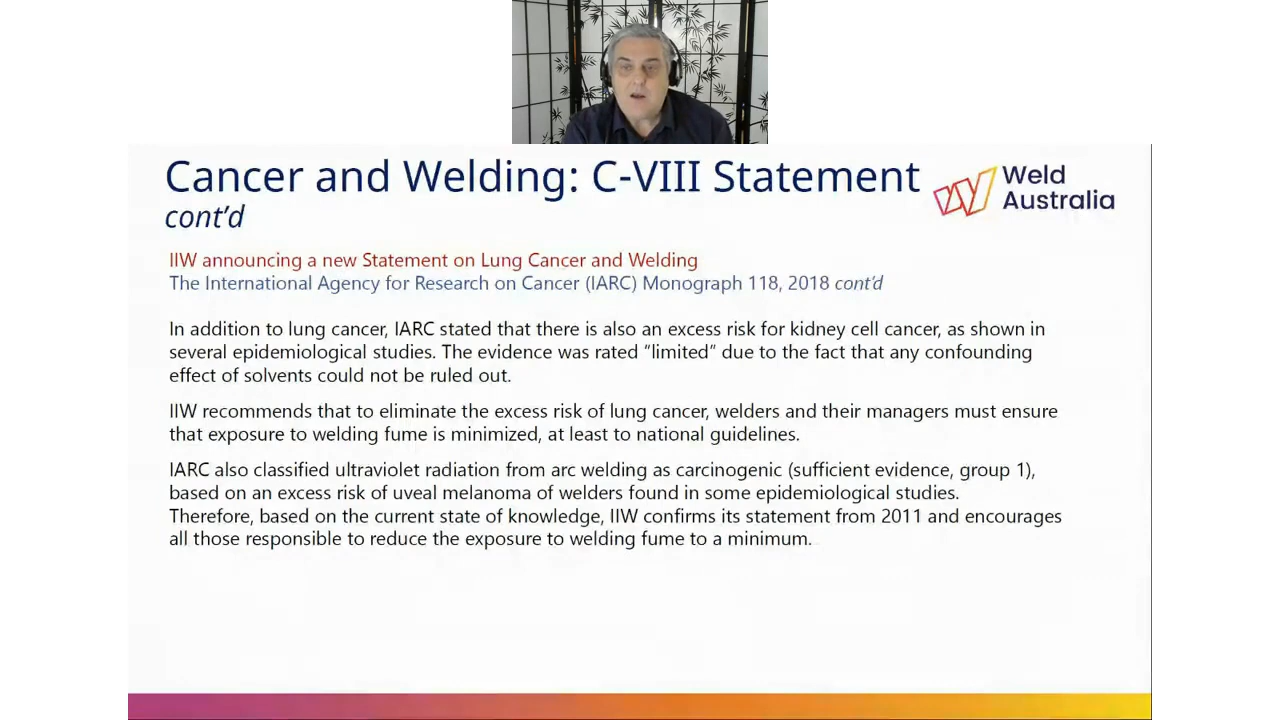 Cancer and Welding: C-VIII Statement
cont’d
Weld
Australia
IIW announcing a new Statement on Lung Cancer and Welding
The International Agency for Research on Cancer (IARC) Monograph 118, 2018 cont’d
In addition to lung cancer, IARC stated that there is also an excess risk for kidney cell cancer, as shown in
several epidemiological studies. The evidence was rated “limited” due to the fact that any confounding
effect of solvents could not be ruled out.
IIW recommends that to eliminate the excess risk of lung cancer, welders and their managers must ensure
that exposure to welding fume is minimized, at least to national guidelines.
IARC also classified ultraviolet radiation from arc welding as carcinogenic (sufficient evidence, group 1),
based on an excess risk of uveal melanoma of welders found in some epidemiological studies.
Therefore, based on the current state of knowledge, IIW confirms its statement from 2011 and encourages
all those responsible to reduce the exposure to welding fume to a minimum.